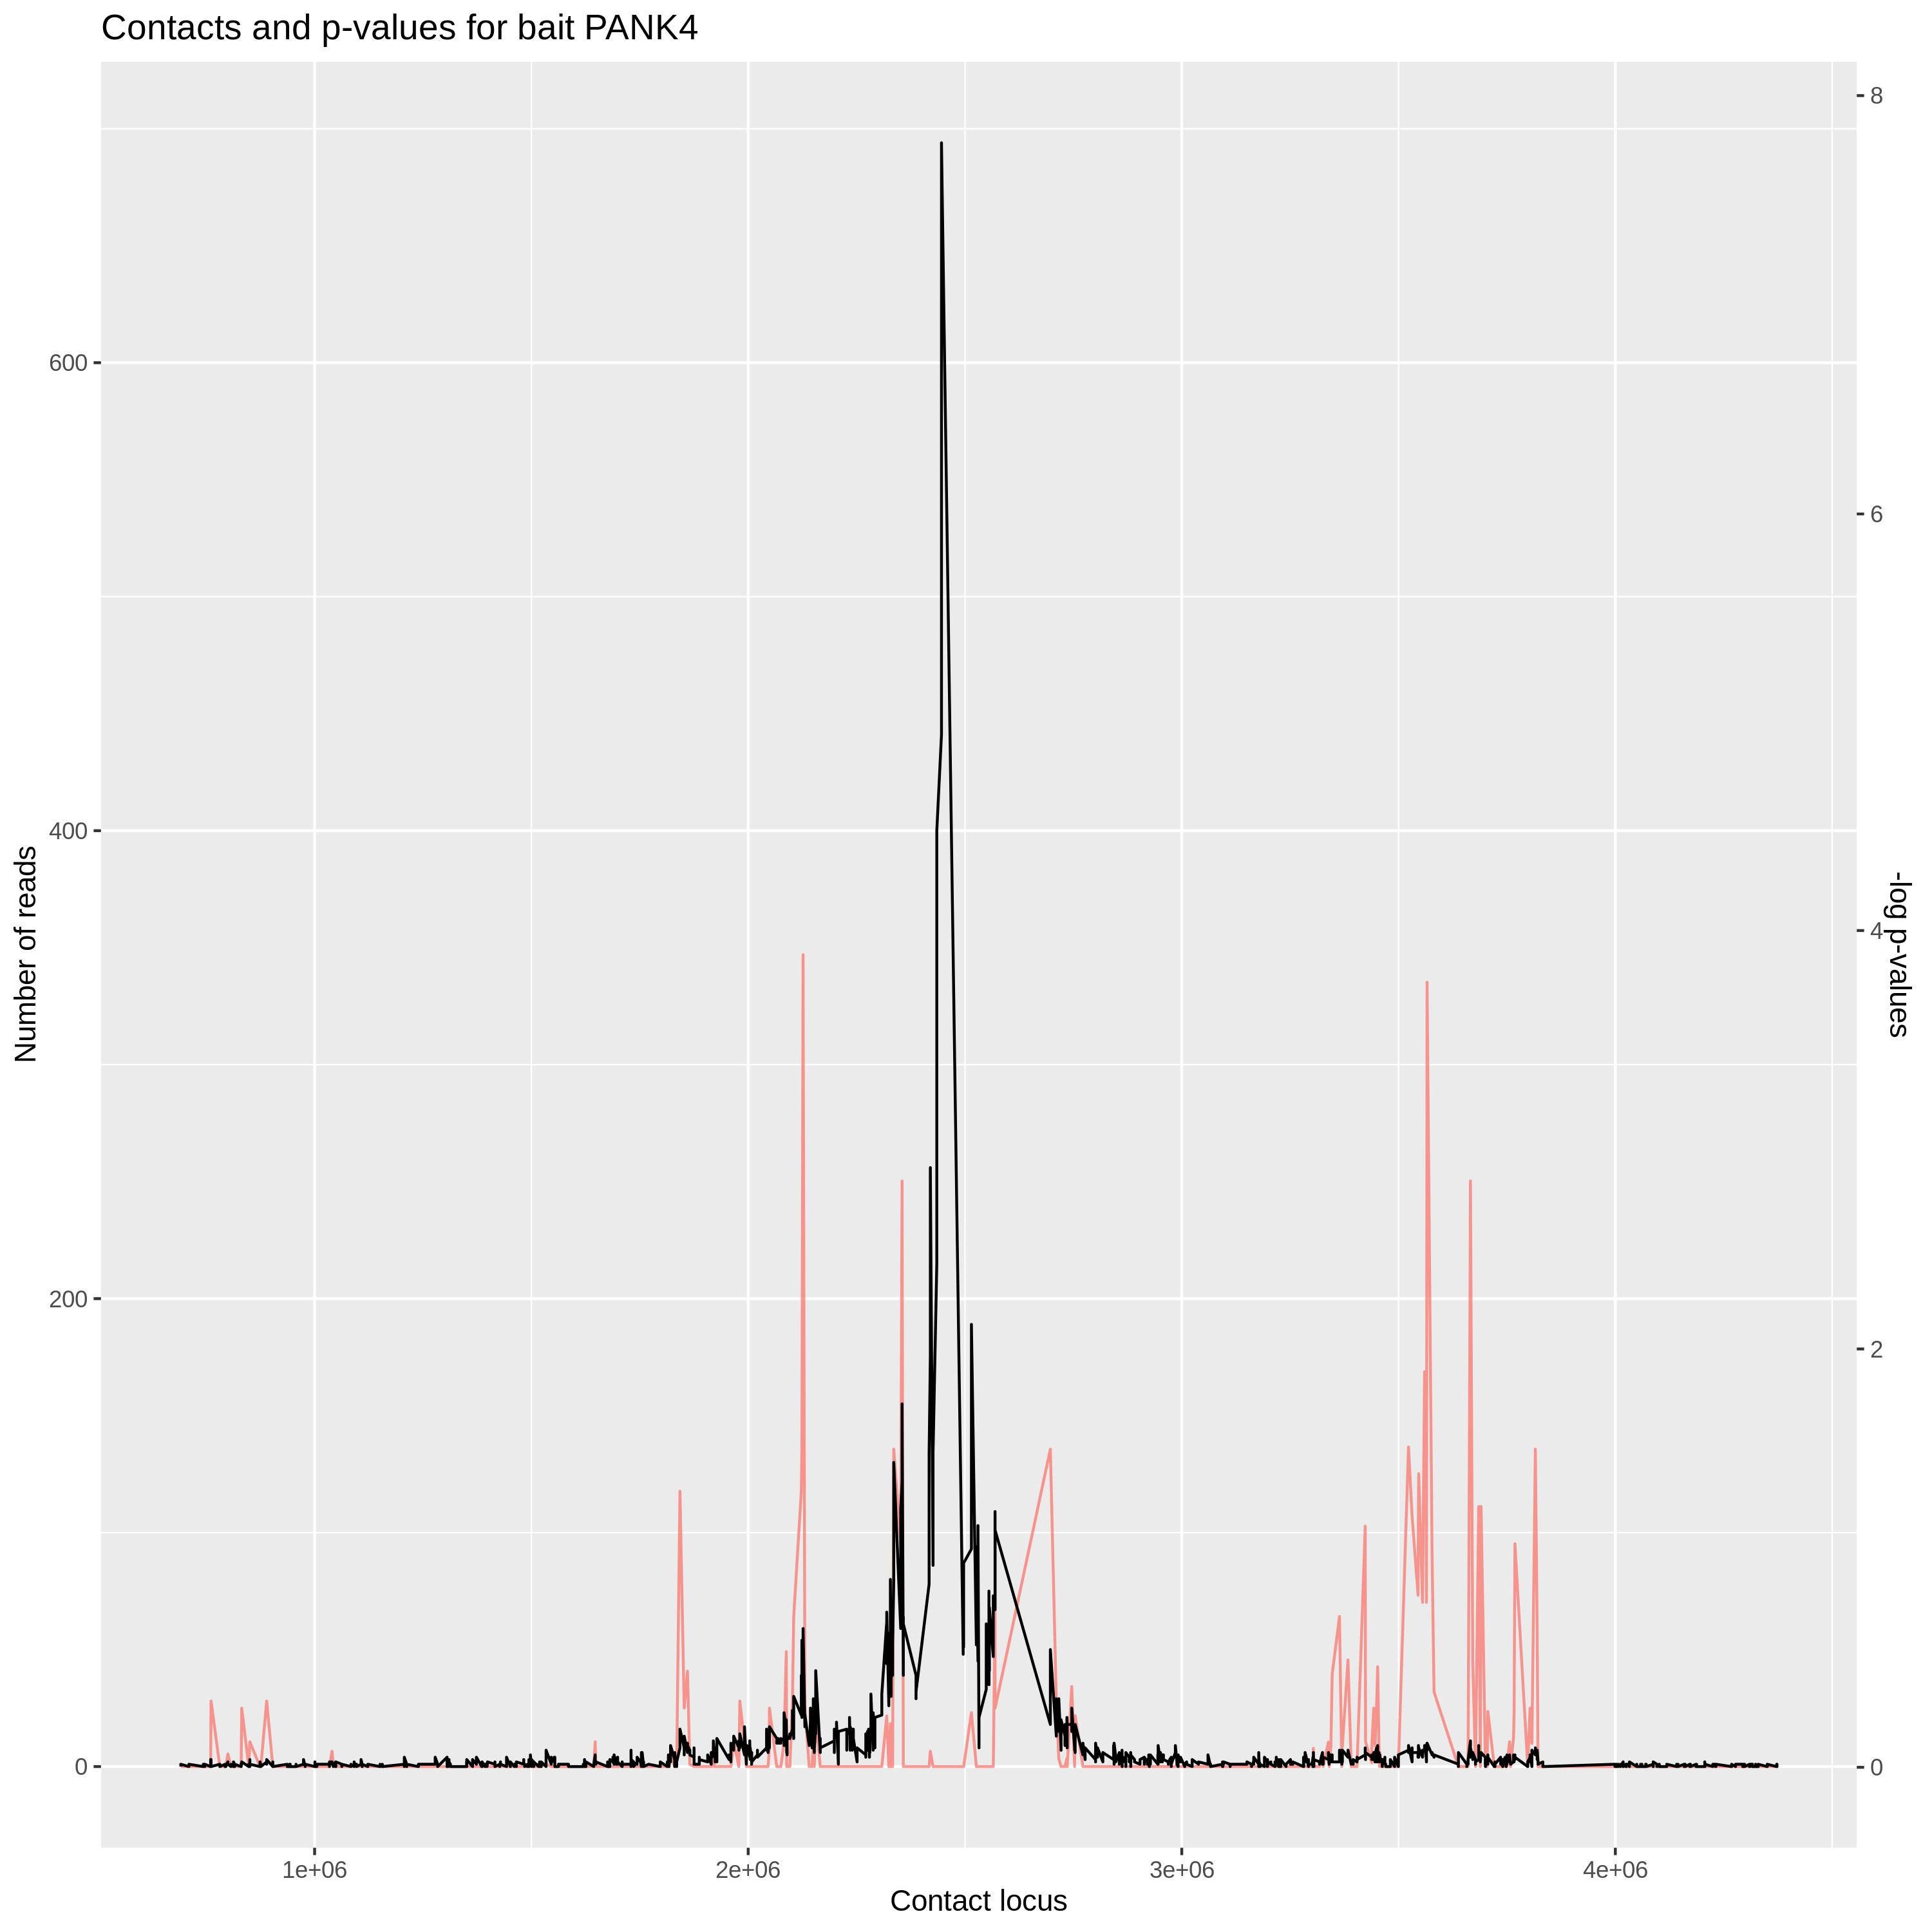 Contacts and p-values for bait PANK4
8
600
6
400
4
200
2
0
0
Number of reads
-log p-values
1e+06
2e+06
3e+06
4e+06
Contact locus